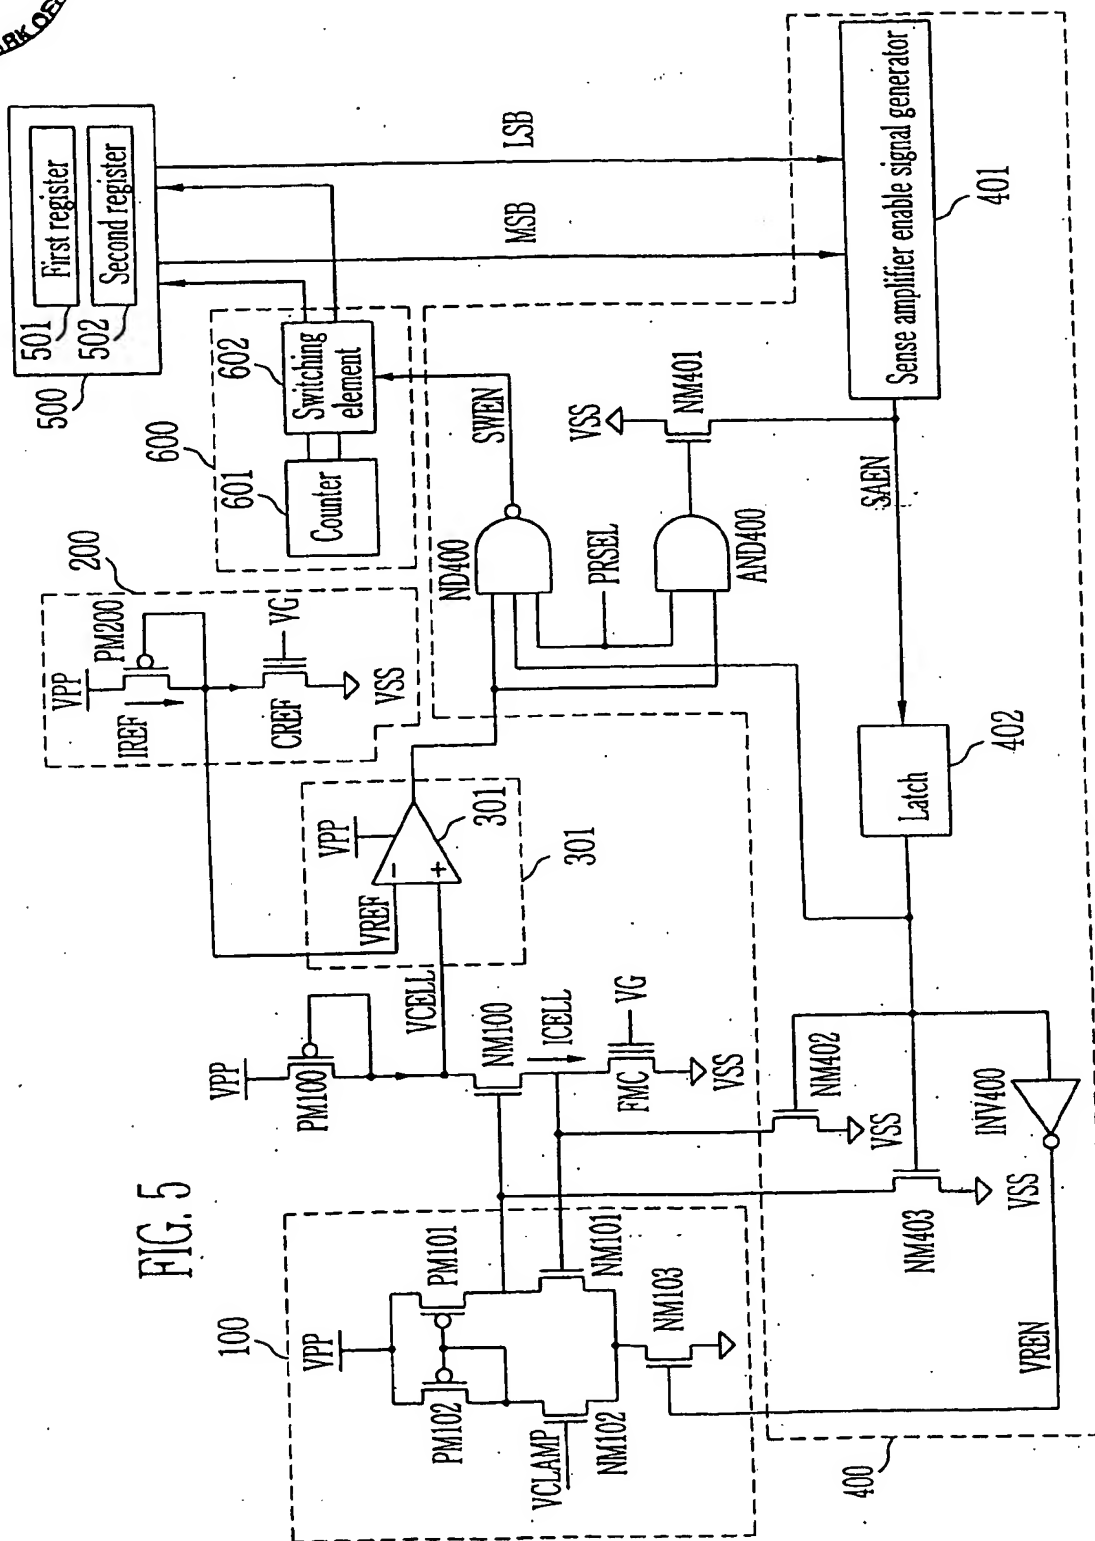 FIG. 5
100
VPP
PM102
PM101
VCLAMP
NM102
NM101
NM103
VPP
PM100
VCELL
NM100
ICELL
FMC
VG
VSS
VREF
VPP
-
+
301
301
200
VPP
PM200
IREF
CREF
VG
VSS
500
501
First register
502
Second register
600
601
Counter
602
Switching
element
SWEN
MSB
LSB
ND400
PRSEL
AND400
VSS
NM401
SAEN
Sense amplifier enable signal generator
401
Latch
402
NM402
VSS
NM403
VSS
INV400
VREN
400